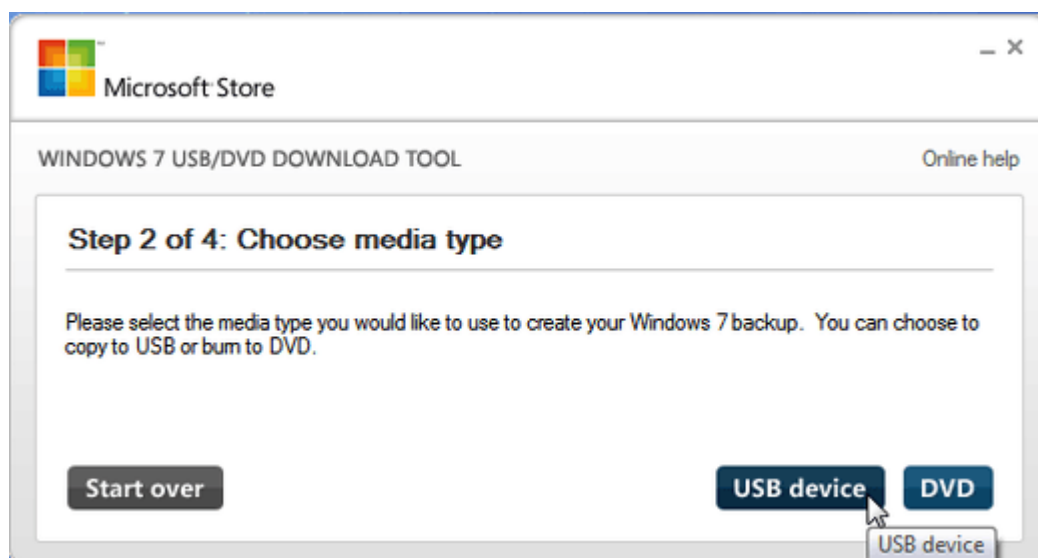 Microsoft Store
WINDOWS 7 USB/DVD DOWNLOAD TOOL
Online help
Step 2 of 4: Choose media type
Please select the media type you would like to use to create your Windows 7 backup. You can choose to
copy to USB or burn to DVD.
Start over
USB device
DVD
USB device